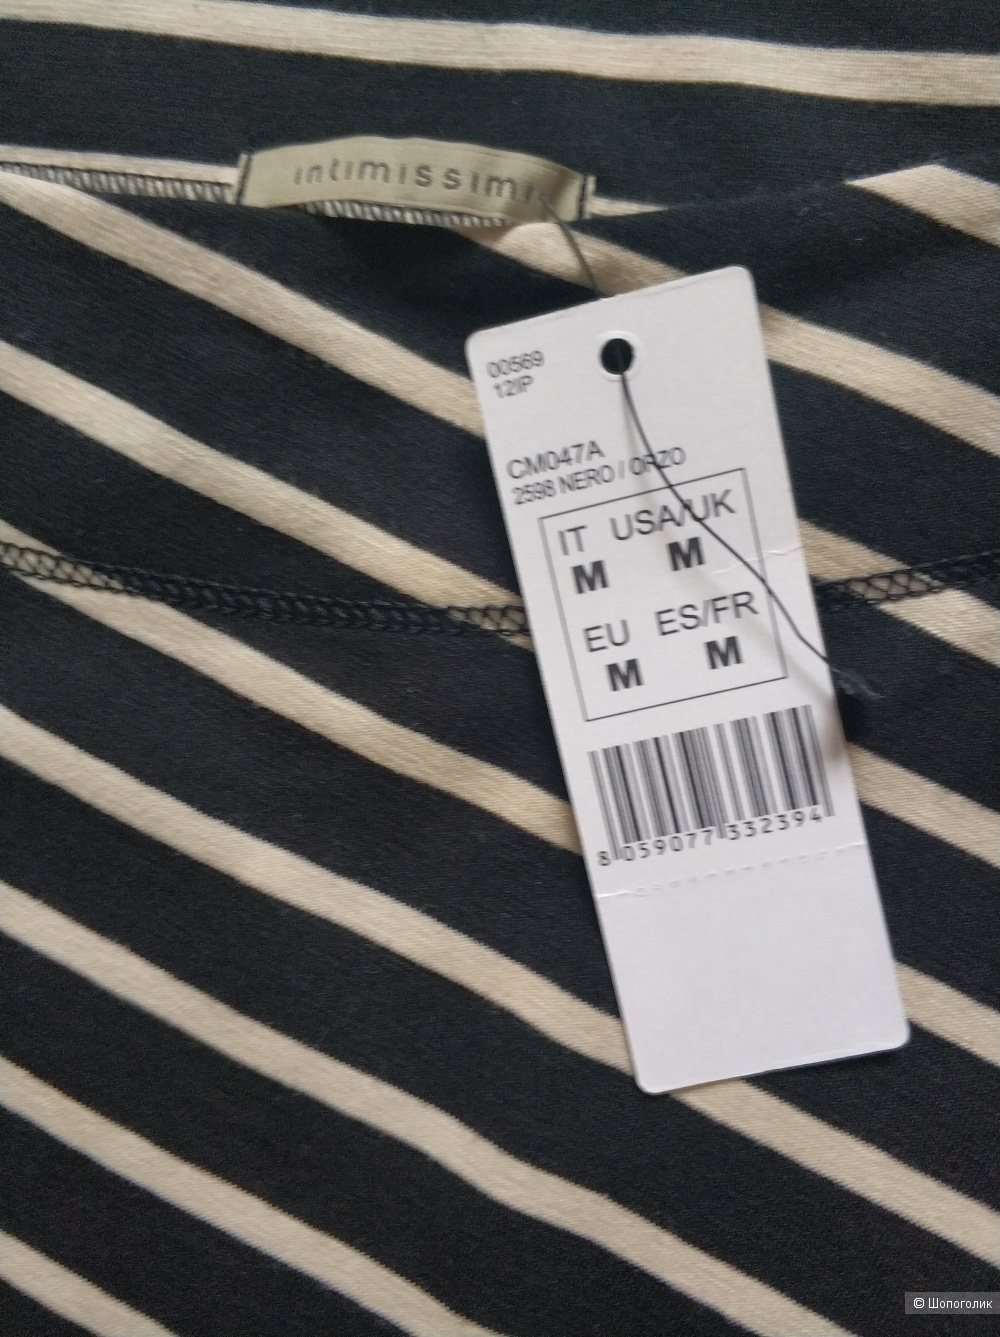 intimissimi
00569
12IP
CM047A
2598 NERO / ORZO
IT USA/UK
M M
EU ES/FR
M M
8 059077 332394
© Шопоголик